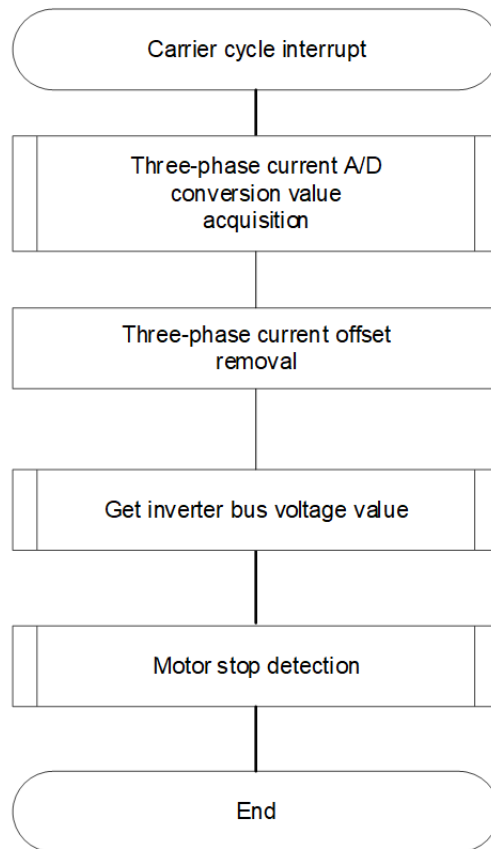 Carrier cycle interrupt
Three-phase current A/D
conversion value
acquisition
Three-phase current offset
removal
Get inverter bus voltage value
Motor stop detection
End